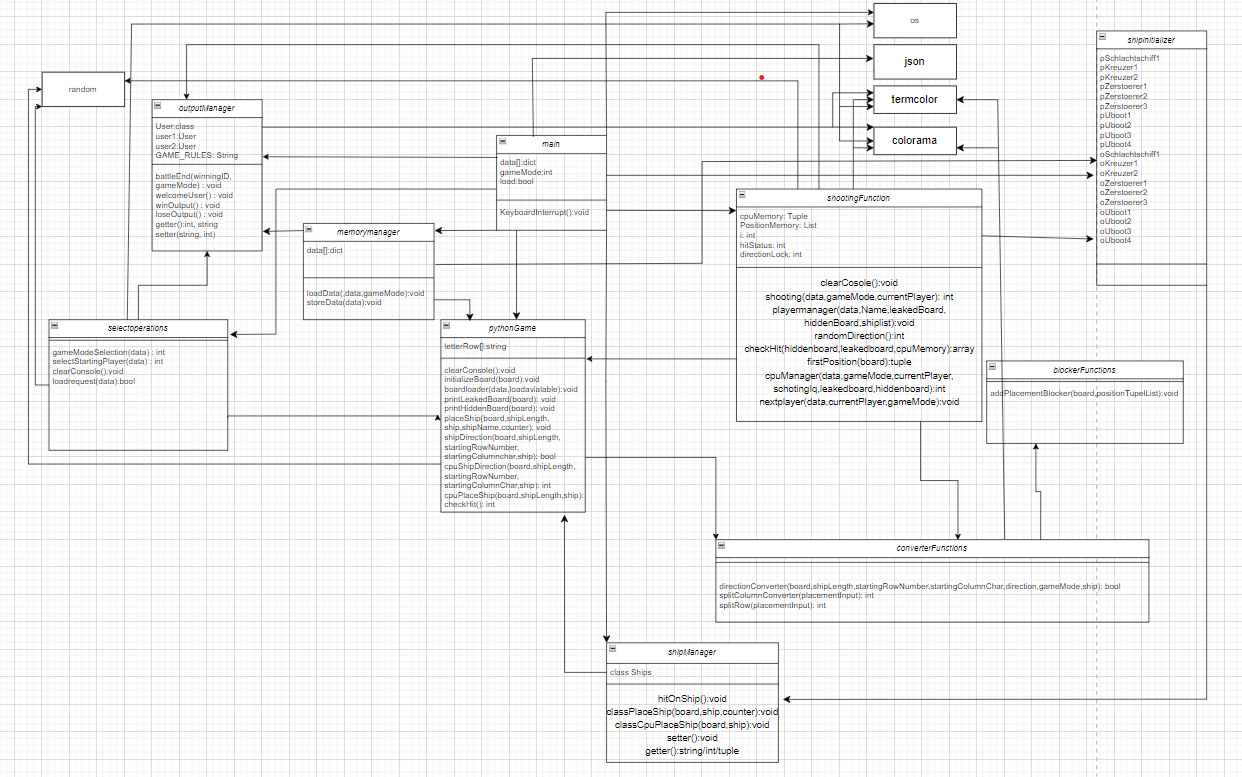 os
json
termcolor
colorama
random
outputManager
User:class
user1:User
user2:User
GAME_RULES: String
battleEnd(winningID,
gameMode) : void
welcomeUser() : void
winOutput() : void
loseOutput() : void
getter():int, string
setter(string, int)
main
data[]:dict
gameMode:int
load:bool
KeyboardInterrupt():void
memorymanager
data[]:dict
loadData(,data,gameMode):void
storeData(data):void
shipinitializer
pSchlachtschiff1
pKreuzer1
pKreuzer2
pZerstoerer1
pZerstoerer2
pZerstoerer3
pUboot1
pUboot2
pUboot3
pUboot4
oSchlachtschiff1
oKreuzer1
oKreuzer2
oZerstoerer1
oZerstoerer2
oZerstoerer3
oUboot1
oUboot2
oUboot3
oUboot4
shootingFunction
cpuMemory: Tuple
PositionMemory: List
i: int
hitStatus: int
directionLock: int
clearCosole():void
shooting(data,gameMode,currentPlayer): int
playermanager(data,Name,leakedBoard,
hiddenBoard,shiplist):void
randomDirection():int
checkHit(hiddenboard,leakedboard,cpuMemory):array
firstPosition(board):tuple
cpuManager(data,gameMode,currentPlayer,
schotingIq,leakedboard,hiddenboard):int
nextplayer(data,currentPlayer,gameMode):void
selectoperations
gameModeSelection(data) : int
selectStartingPlayer(data) : int
clearConsole():void
loadrequest(data):bool
pythonGame
letterRow[]:string
clearConsole():void
initializeBoard(board):void
boardloader(data,loadavialable):void
printLeakedBoard(board): void
printHiddenBoard(board): void
placeShip(board,shipLength,
ship,shipName,counter): void
shipDirection(board,shipLength,
startingRowNumber,
startingColumnchar,ship): bool
cpuShipDirection(board,shipLength,
startingRowNumber,
startingColumnChar,ship): int
cpuPlaceShip(board,shipLength,ship):
checkHit(): int
blockerFunctions
addPlacementBlocker(board,positionTupelList):void
converterFunctions
directionConverter(board,shipLength,startingRowNumber,startingColumnChar,direction,gameMode,ship): bool
splitColumnConverter(placementInput): int
splitRow(placementInput): int
shipManager
class Ships
hitOnShip():void
classPlaceShip(board,ship,counter):void
classCpuPlaceShip(board,ship):void
setter():void
getter():string/int/tuple